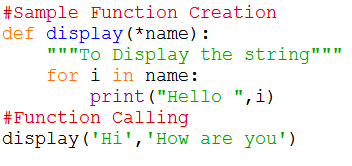 #Sample Function Creation
def display(*name):
    """To Display the string"""
    for i in name:
        print("Hello ",i)
#Function Calling
display('Hi','How are you')